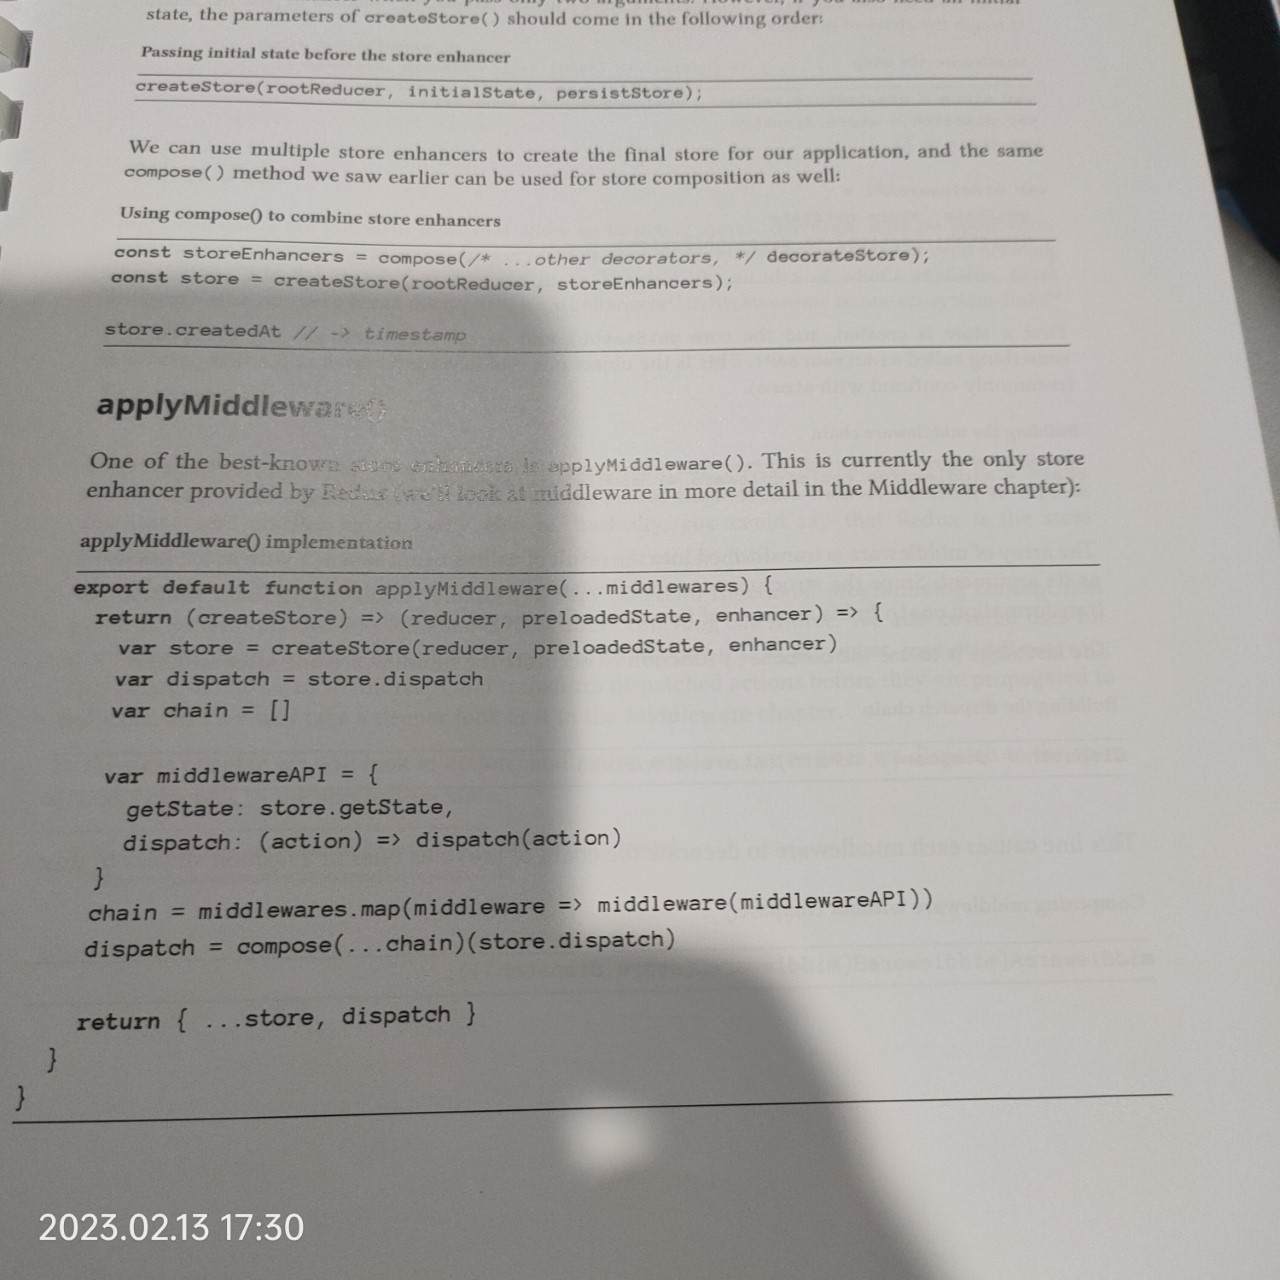 state, the parameters of createStore() should come in the following order:
Passing initial state before the store enhancer
createStore(rootReducer, initialState, persistStore);
We can use multiple store enhancers to create the final store for our application, and the same
compose() method we saw earlier can be used for store composition as well:
Using compose() to combine store enhancers
const storeEnhancers = compose(/* ...other decorators, */ decorateStore);
const store = createStore(rootReducer, storeEnhancers);
store.createdAt // -> timestamp
applyMiddleware()
One of the best-known store enhancers is applyMiddleware(). This is currently the only store
enhancer provided by Redux (we'll look at middleware in more detail in the Middleware chapter):
applyMiddleware() implementation
export default function applyMiddleware(...middlewares) {
return (createStore) => (reducer, preloadedState, enhancer) => {
var store = createStore(reducer, preloadedState, enhancer)
var dispatch = store.dispatch
var chain = []
var middlewareAPI = {
getState: store.getState,
dispatch: (action) => dispatch(action)
}
chain = middlewares.map(middleware => middleware(middlewareAPI))
dispatch = compose(...chain)(store.dispatch)
return { ...store, dispatch }
}
}
2023.02.13 17:30